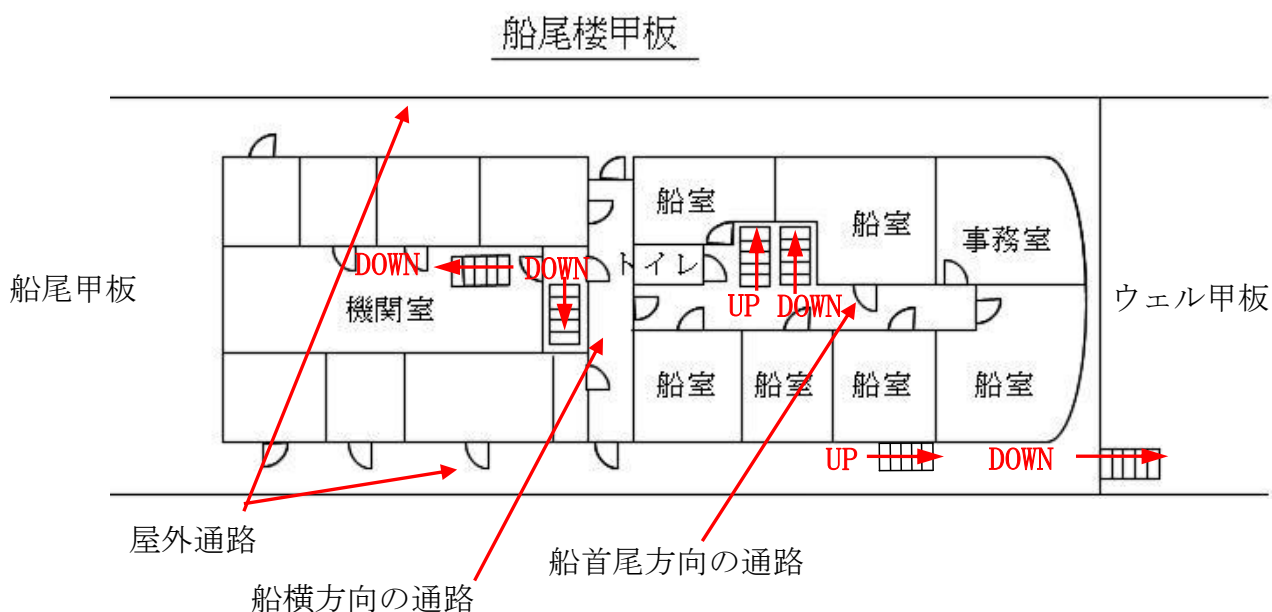 船尾楼甲板
船室
船室
事務室
トイレ
DOWN
DOWN
船尾甲板
機関室
UP
DOWN
ウェル甲板
船室
船室
船室
船室
UP
DOWN
屋外通路
船首尾方向の通路
船横方向の通路